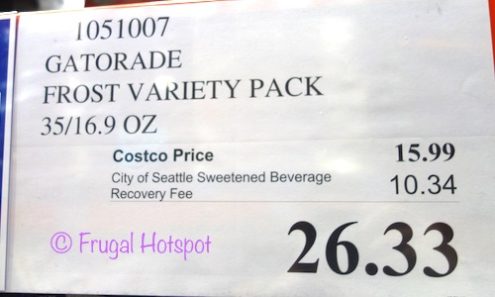 1051007
GATORADE
FROST VARIETY PACK
35/16.9 OZ
Costco Price 15.99
City of Seattle Sweetened Beverage
Recovery Fee 10.34
26.33
© Frugal Hotspot